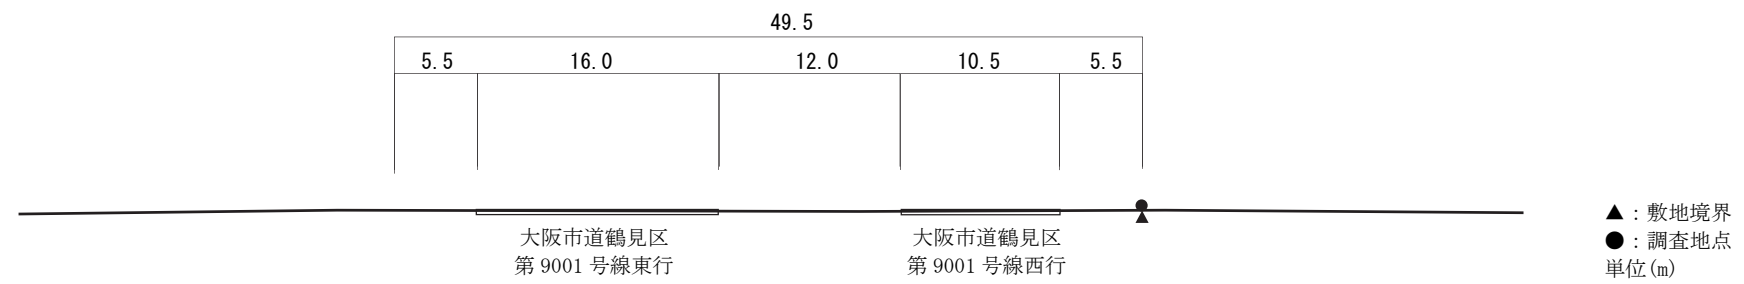 49.5
5.5 16.0 12.0 10.5 5.5
大阪市道鶴見区
第 9001 号線東行
大阪市道鶴見区
第 9001 号線西行
▲：敷地境界
●：調査地点
単位(m)